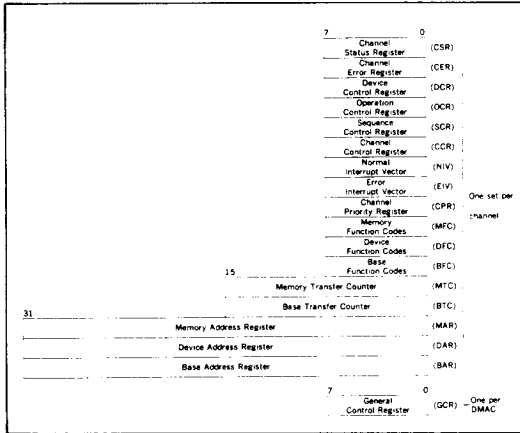 7 0
Channel
Status Register (CSR)
Channel
Error Register (CER)
Device
Control Register (DCR)
Operation
Control Register (OCR)
Sequence
Control Register (SCR)
Channel
Control Register (CCR)
Normal
Interrupt Vector (NIV)
Error
Interrupt Vector (EIV)
One set per
channel
Channel
Priority Register (CPR)
Memory
Function Codes (MFC)
Device
Function Codes (DFC)
Base
Function Codes (BFC)
15
Memory Transfer Counter (MTC)
Base Transfer Counter (BTC)
31
Memory Address Register (MAR)
Device Address Register (DAR)
Base Address Register (BAR)
7 0
General
Control Register (GCR)
One per
DMAC